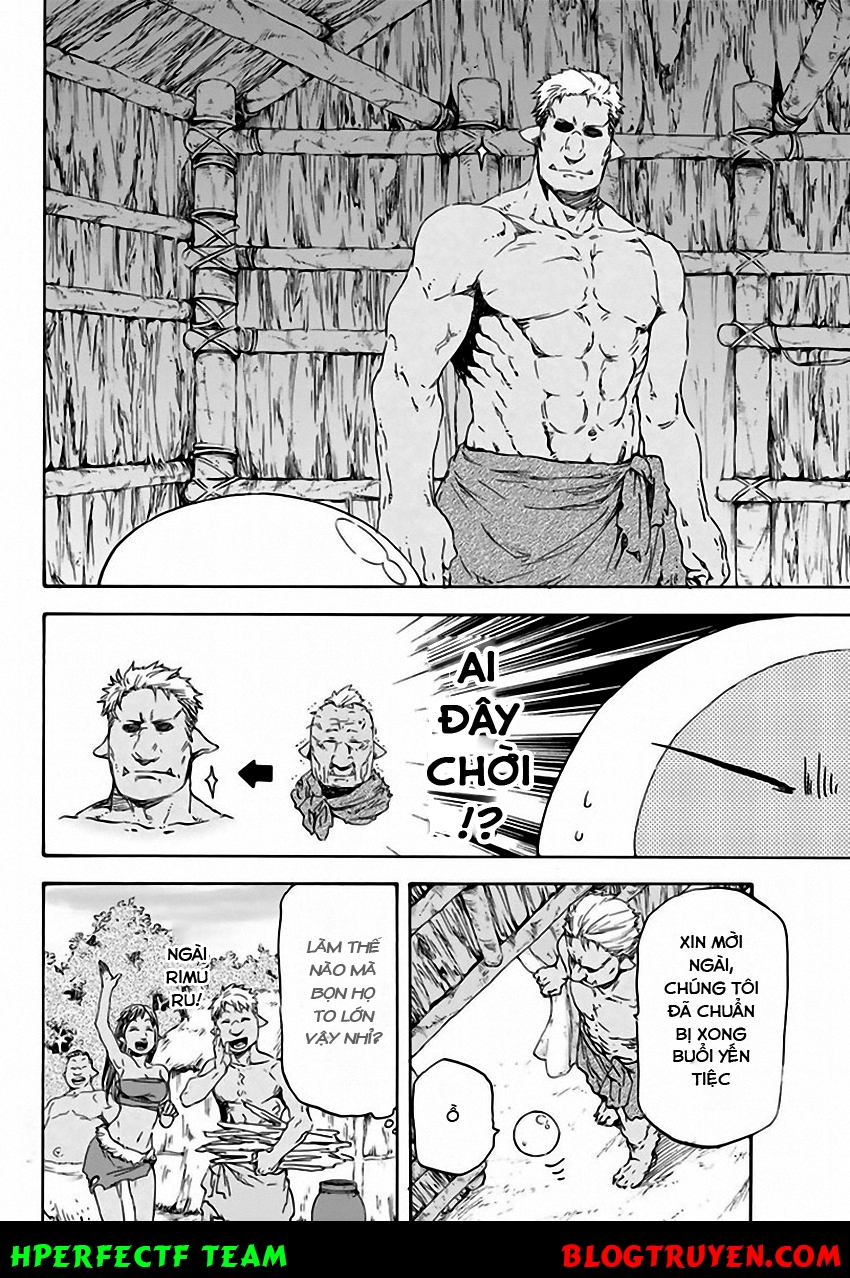 AI
ĐÂY
CHỜI
!?
XIN MỜI
NGÀI,
CHÚNG TÔI
ĐÃ CHUẨN
BỊ XONG
BUỔI YẾN
TIỆC
Ồ
LÀM THẾ
NÀO MÀ
BỌN HỌ
TO LỚN
VẬY NHỈ?
NGÀI
RIMU
RU!
HPERFECTF TEAM
BLOGTRUYEN.COM